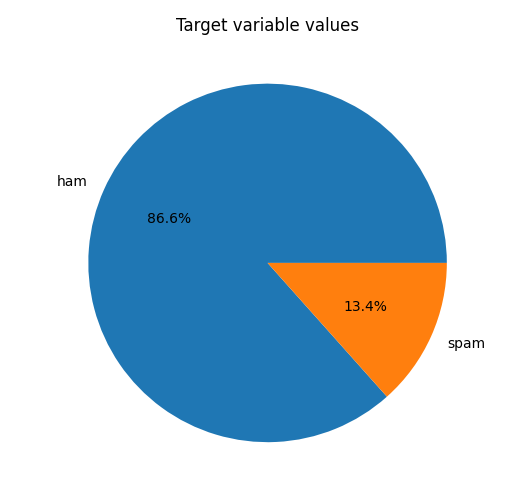 Target variable values
ham
86.6%
13.4%
spam